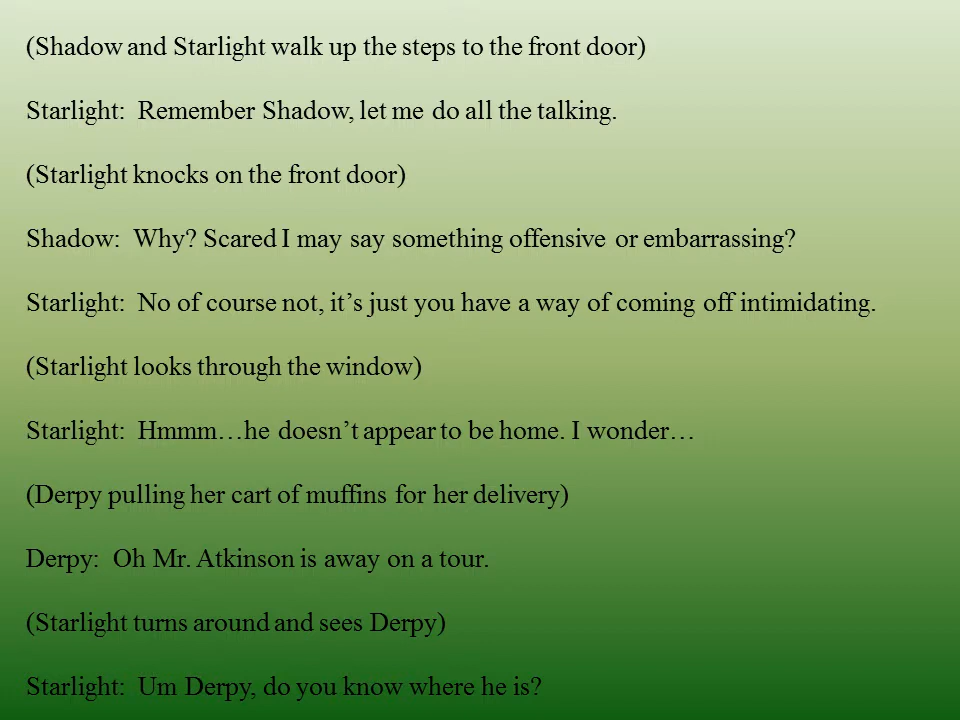 (Shadow and Starlight walk up the steps to the front door)
Starlight:  Remember Shadow, let me do all the talking.
(Starlight knocks on the front door)
Shadow:  Why? Scared I may say something offensive or embarrassing?
Starlight:  No of course not, it’s just you have a way of coming off intimidating.
(Starlight looks through the window)
Starlight:  Hmmm…he doesn’t appear to be home. I wonder…
(Derpy pulling her cart of muffins for her delivery)
Derpy:  Oh Mr. Atkinson is away on a tour.
(Starlight turns around and sees Derpy)
Starlight:  Um Derpy, do you know where he is?